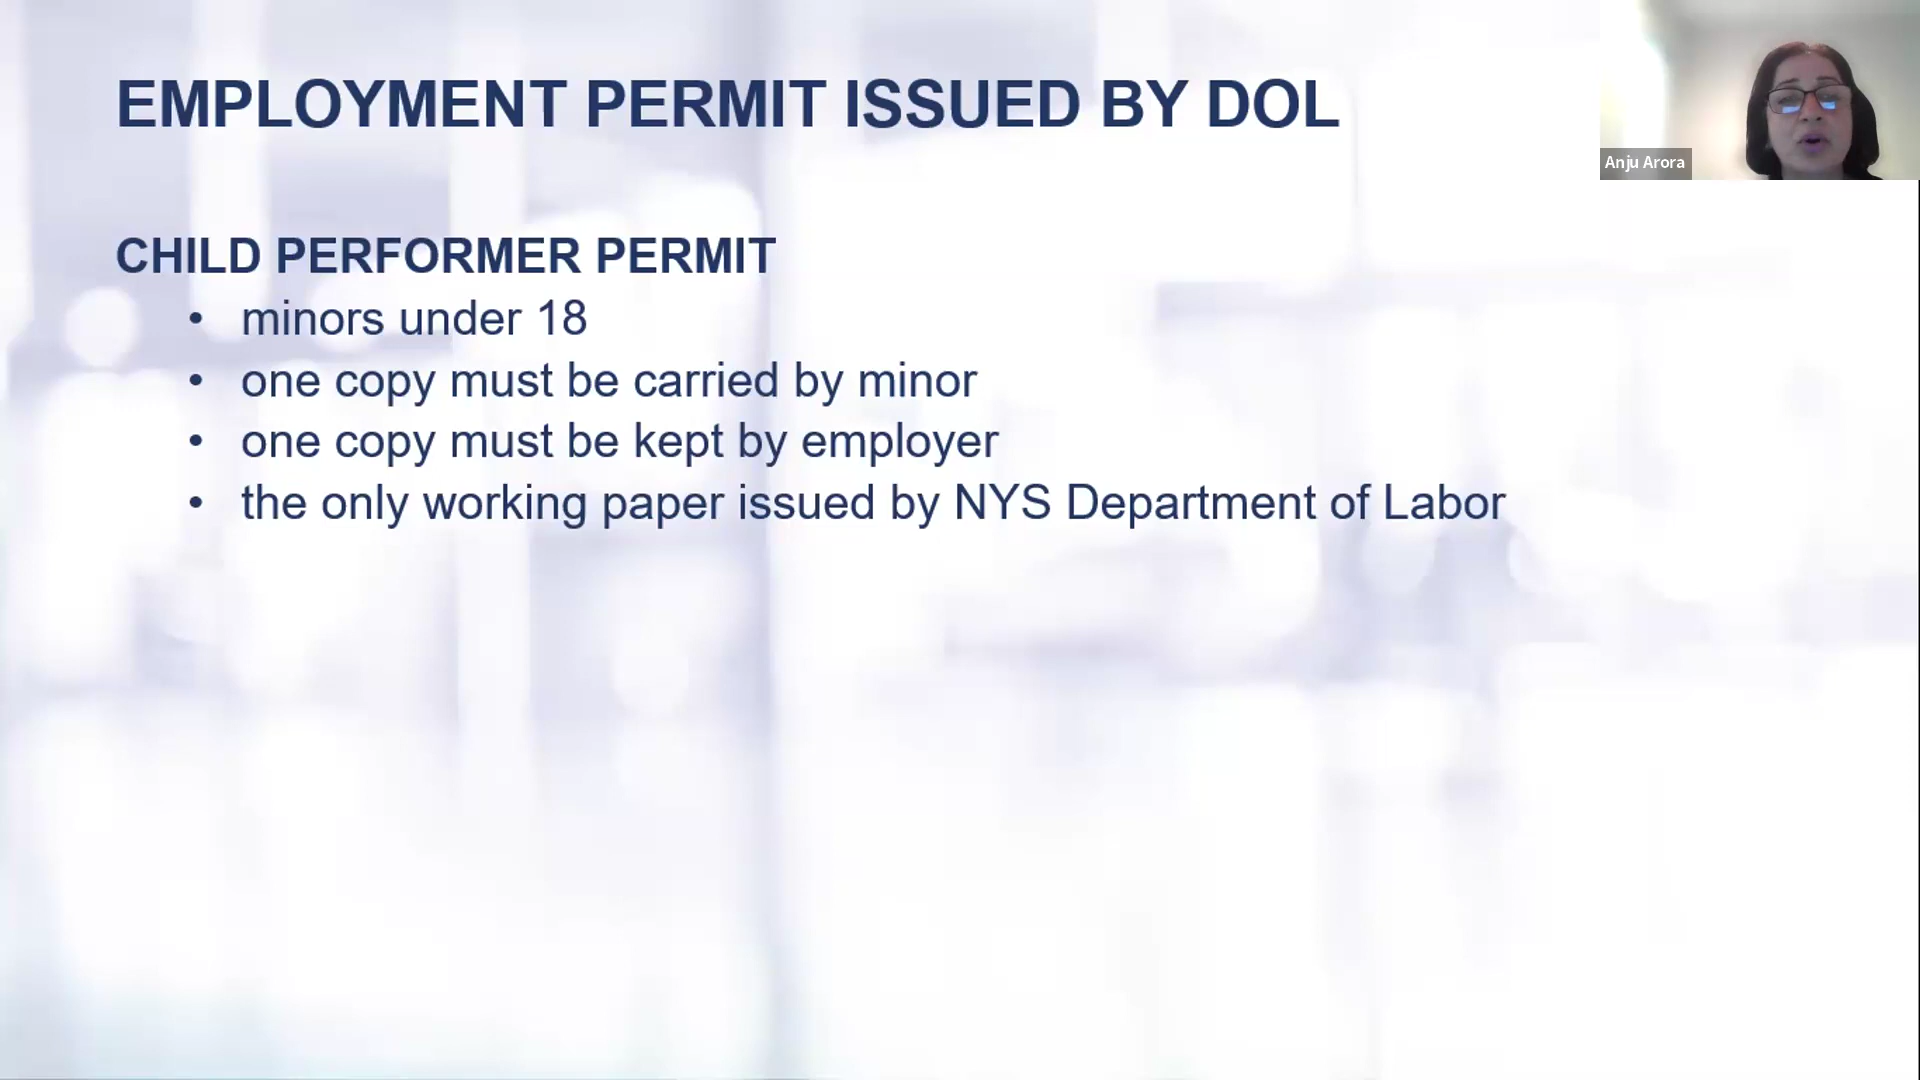 EMPLOYMENT PERMIT ISSUED BY DOL
Anju Arora
CHILD PERFORMER PERMIT
• minors under 18
• one copy must be carried by minor
• one copy must be kept by employer
• the only working paper issued by NYS Department of Labor